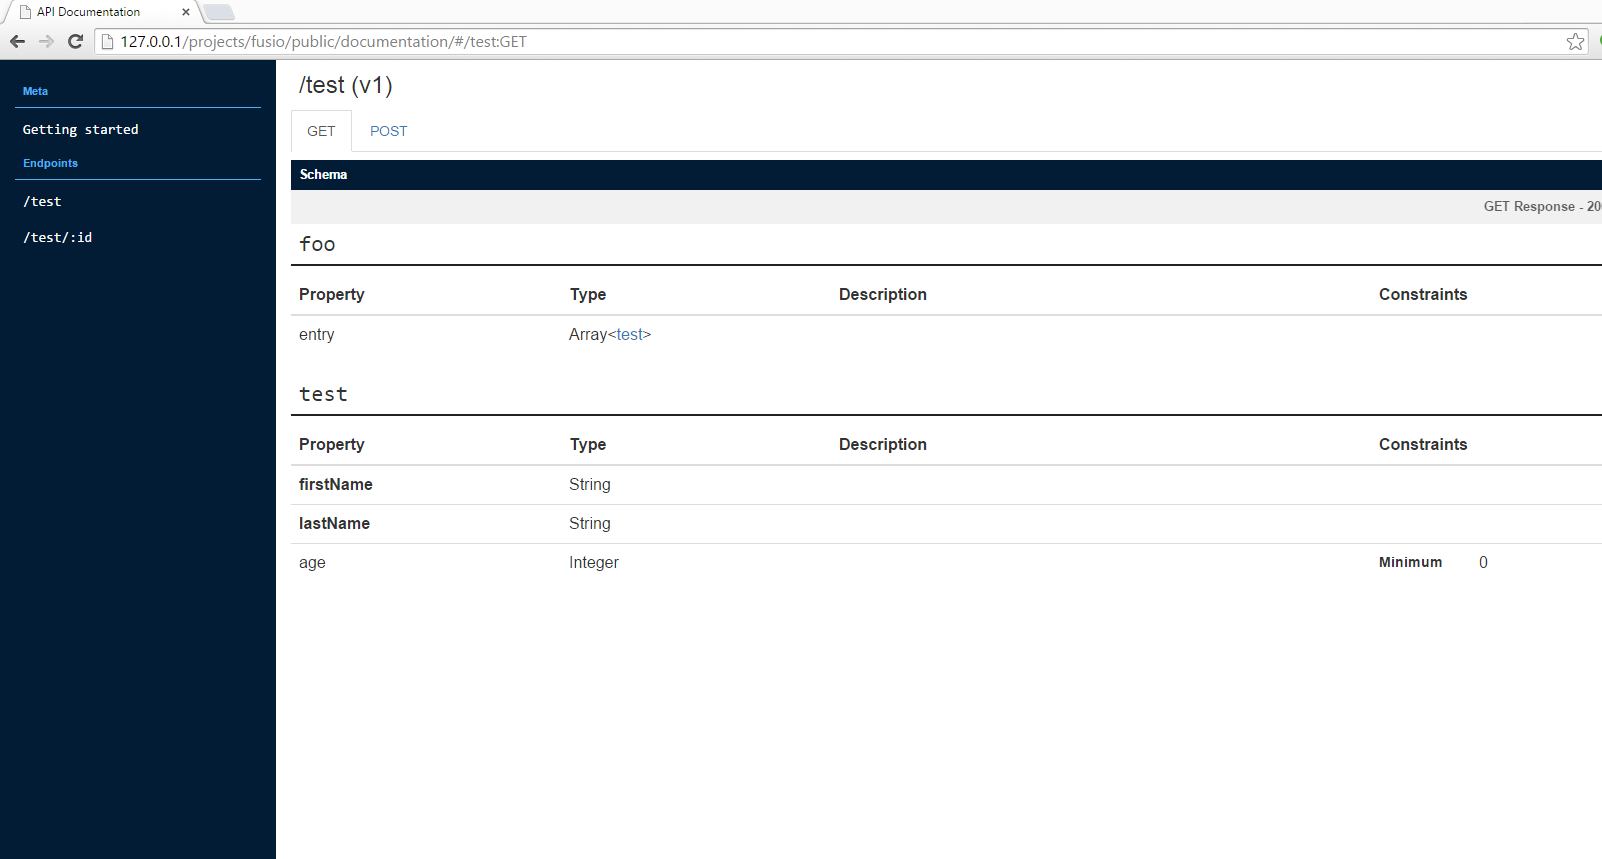 API Documentation
127.0.0.1/projects/fusio/public/documentation/#/test:GET
Meta
Getting started
Endpoints
/test
/test/:id
/test (v1)
GET POST
Schema
GET Response - 20
foo
Property Type Description Constraints
entry Array<test>
test
Property Type Description Constraints
firstName String
lastName String
age Integer Minimum 0